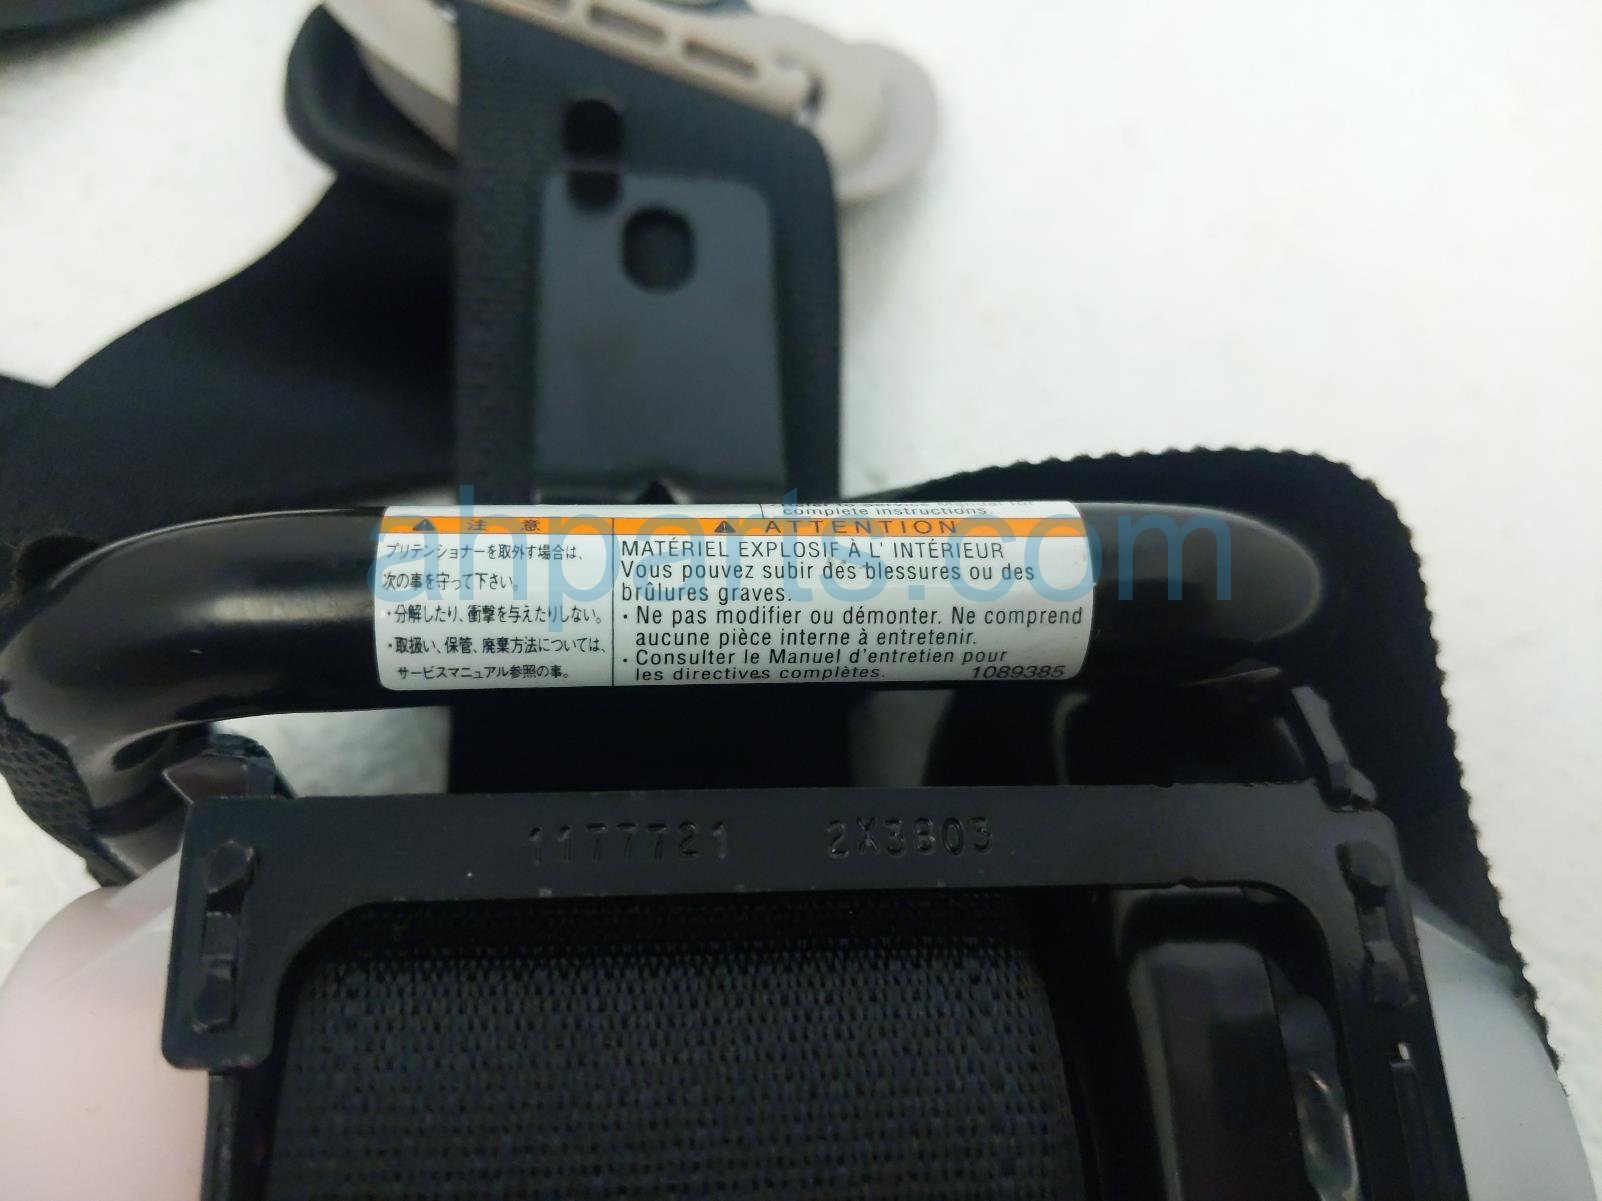 complete instructions.
注 意
プリテンショナーを取外す場合は、
次の事を守って下さい。
・分解したり、衝撃を与えたりしない。
・取扱い、保管、廃棄方法については、
サービスマニュアル参照の事。
ATTENTION
MATÉRIEL EXPLOSIF À L' INTÉRIEUR
Vous pouvez subir des blessures ou des
brûlures graves.
· Ne pas modifier ou démonter. Ne comprend
aucune pièce interne à entretenir.
· Consulter le Manuel d'entretien pour
les directives complètes.
1089385
ahparts.com
1177721 2X3803